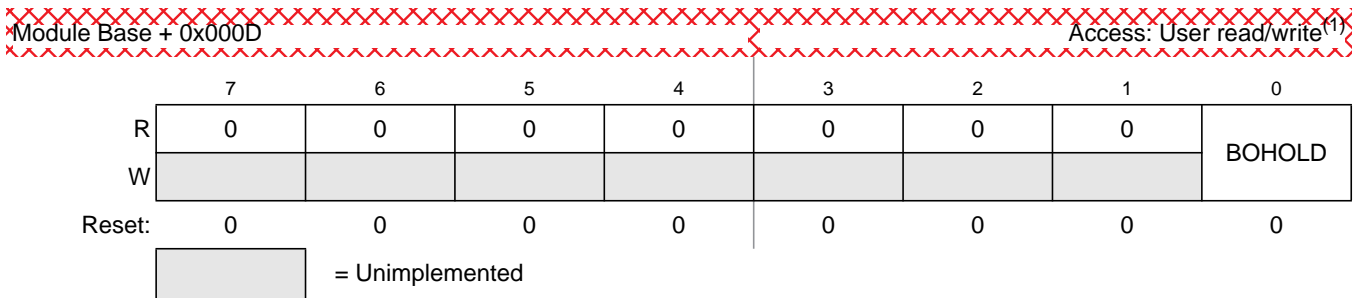 Module Base + 0x000D Access: User read/write(1)
7 6 5 4 3 2 1 0
R 0 0 0 0 0 0 0 BOHOLD
W
Reset: 0 0 0 0 0 0 0 0
= Unimplemented